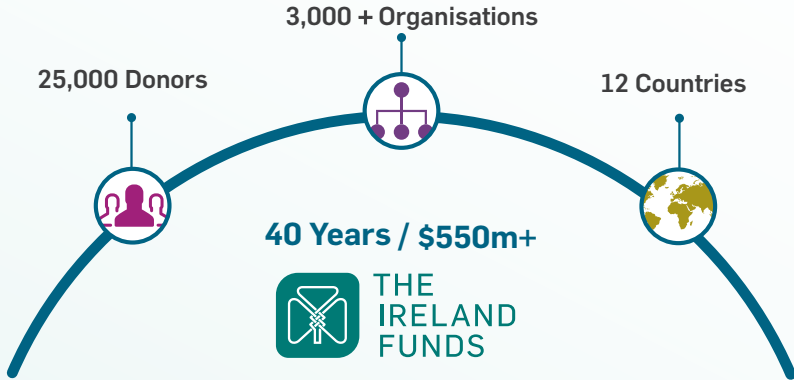 3,000 + Organisations
25,000 Donors
12 Countries
40 Years / $550m+
THE
IRELAND
FUNDS